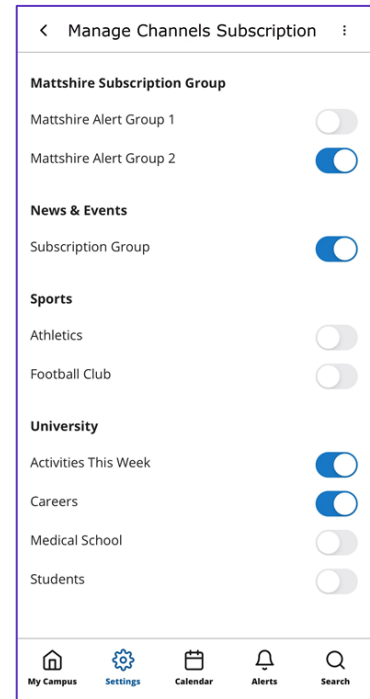 Manage Channels Subscription
Mattshire Subscription Group
Mattshire Alert Group 1
Mattshire Alert Group 2
News & Events
Subscription Group
Sports
Athletics
Football Club
University
Activities This Week
Careers
Medical School
Students
My Campus Settings Calendar Alerts Search